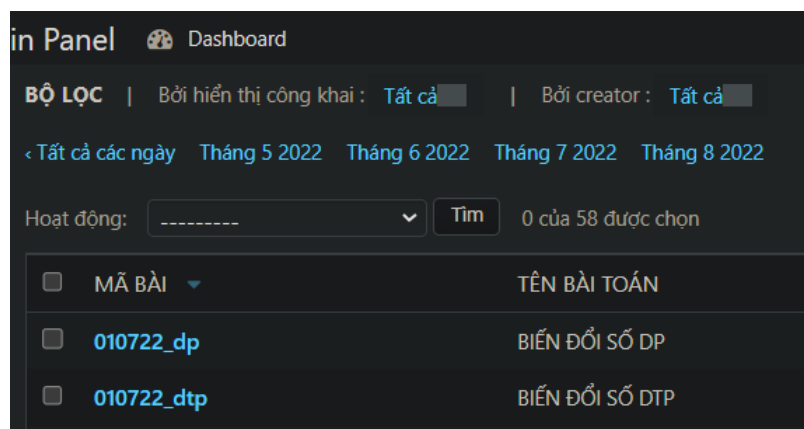 in Panel Dashboard
BỘ LỌC | Bởi hiển thị công khai : Tất cả | Bởi creator : Tất cả
‹ Tất cả các ngày Tháng 5 2022 Tháng 6 2022 Tháng 7 2022 Tháng 8 2022
Hoạt động: --------- Tìm 0 của 58 được chọn
MÃ BÀI TÊN BÀI TOÁN
010722_dp BIẾN ĐỔI SỐ DP
010722_dtp BIẾN ĐỔI SỐ DTP